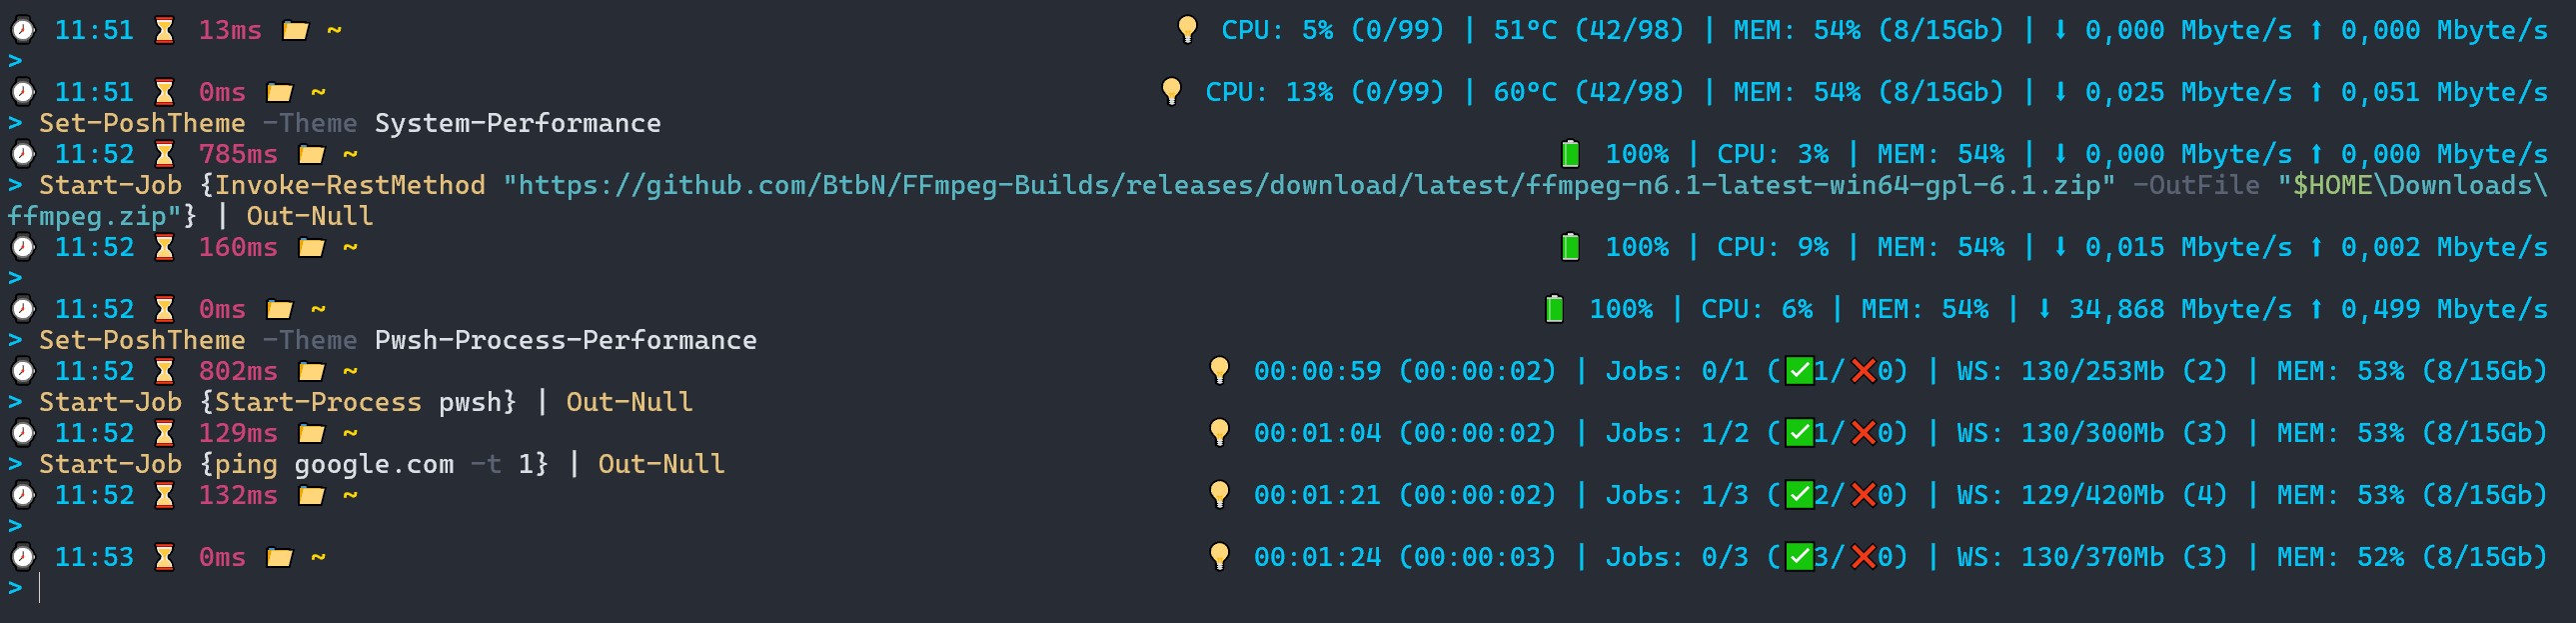 ⌚ 11:51 ⏳ 13ms 📂 ~ 💡 CPU: 5% (0/99) | 51°C (42/98) | MEM: 54% (8/15Gb) | ⭣ 0,000 Mbyte/s ⭡ 0,000 Mbyte/s
>
⌚ 11:51 ⏳ 0ms 📂 ~ 💡 CPU: 13% (0/99) | 60°C (42/98) | MEM: 54% (8/15Gb) | ⭣ 0,025 Mbyte/s ⭡ 0,051 Mbyte/s
> Set-PoshTheme -Theme System-Performance
⌚ 11:52 ⏳ 785ms 📂 ~ 🔋 100% | CPU: 3% | MEM: 54% | ⭣ 0,000 Mbyte/s ⭡ 0,000 Mbyte/s
> Start-Job {Invoke-RestMethod "https://github.com/BtbN/FFmpeg-Builds/releases/download/latest/ffmpeg-n6.1-latest-win64-gpl-6.1.zip" -OutFile "$HOME\Downloads\
ffmpeg.zip"} | Out-Null
⌚ 11:52 ⏳ 160ms 📂 ~ 🔋 100% | CPU: 9% | MEM: 54% | ⭣ 0,015 Mbyte/s ⭡ 0,002 Mbyte/s
>
⌚ 11:52 ⏳ 0ms 📂 ~ 🔋 100% | CPU: 6% | MEM: 54% | ⭣ 34,868 Mbyte/s ⭡ 0,499 Mbyte/s
> Set-PoshTheme -Theme Pwsh-Process-Performance
⌚ 11:52 ⏳ 802ms 📂 ~ 💡 00:00:59 (00:00:02) | Jobs: 0/1 (✅1/❌0) | WS: 130/253Mb (2) | MEM: 53% (8/15Gb)
> Start-Job {Start-Process pwsh} | Out-Null
⌚ 11:52 ⏳ 129ms 📂 ~ 💡 00:01:04 (00:00:02) | Jobs: 1/2 (✅1/❌0) | WS: 130/300Mb (3) | MEM: 53% (8/15Gb)
> Start-Job {ping google.com -t 1} | Out-Null
⌚ 11:52 ⏳ 132ms 📂 ~ 💡 00:01:21 (00:00:02) | Jobs: 1/3 (✅2/❌0) | WS: 129/420Mb (4) | MEM: 53% (8/15Gb)
>
⌚ 11:53 ⏳ 0ms 📂 ~ 💡 00:01:24 (00:00:03) | Jobs: 0/3 (✅3/❌0) | WS: 130/370Mb (3) | MEM: 52% (8/15Gb)
>